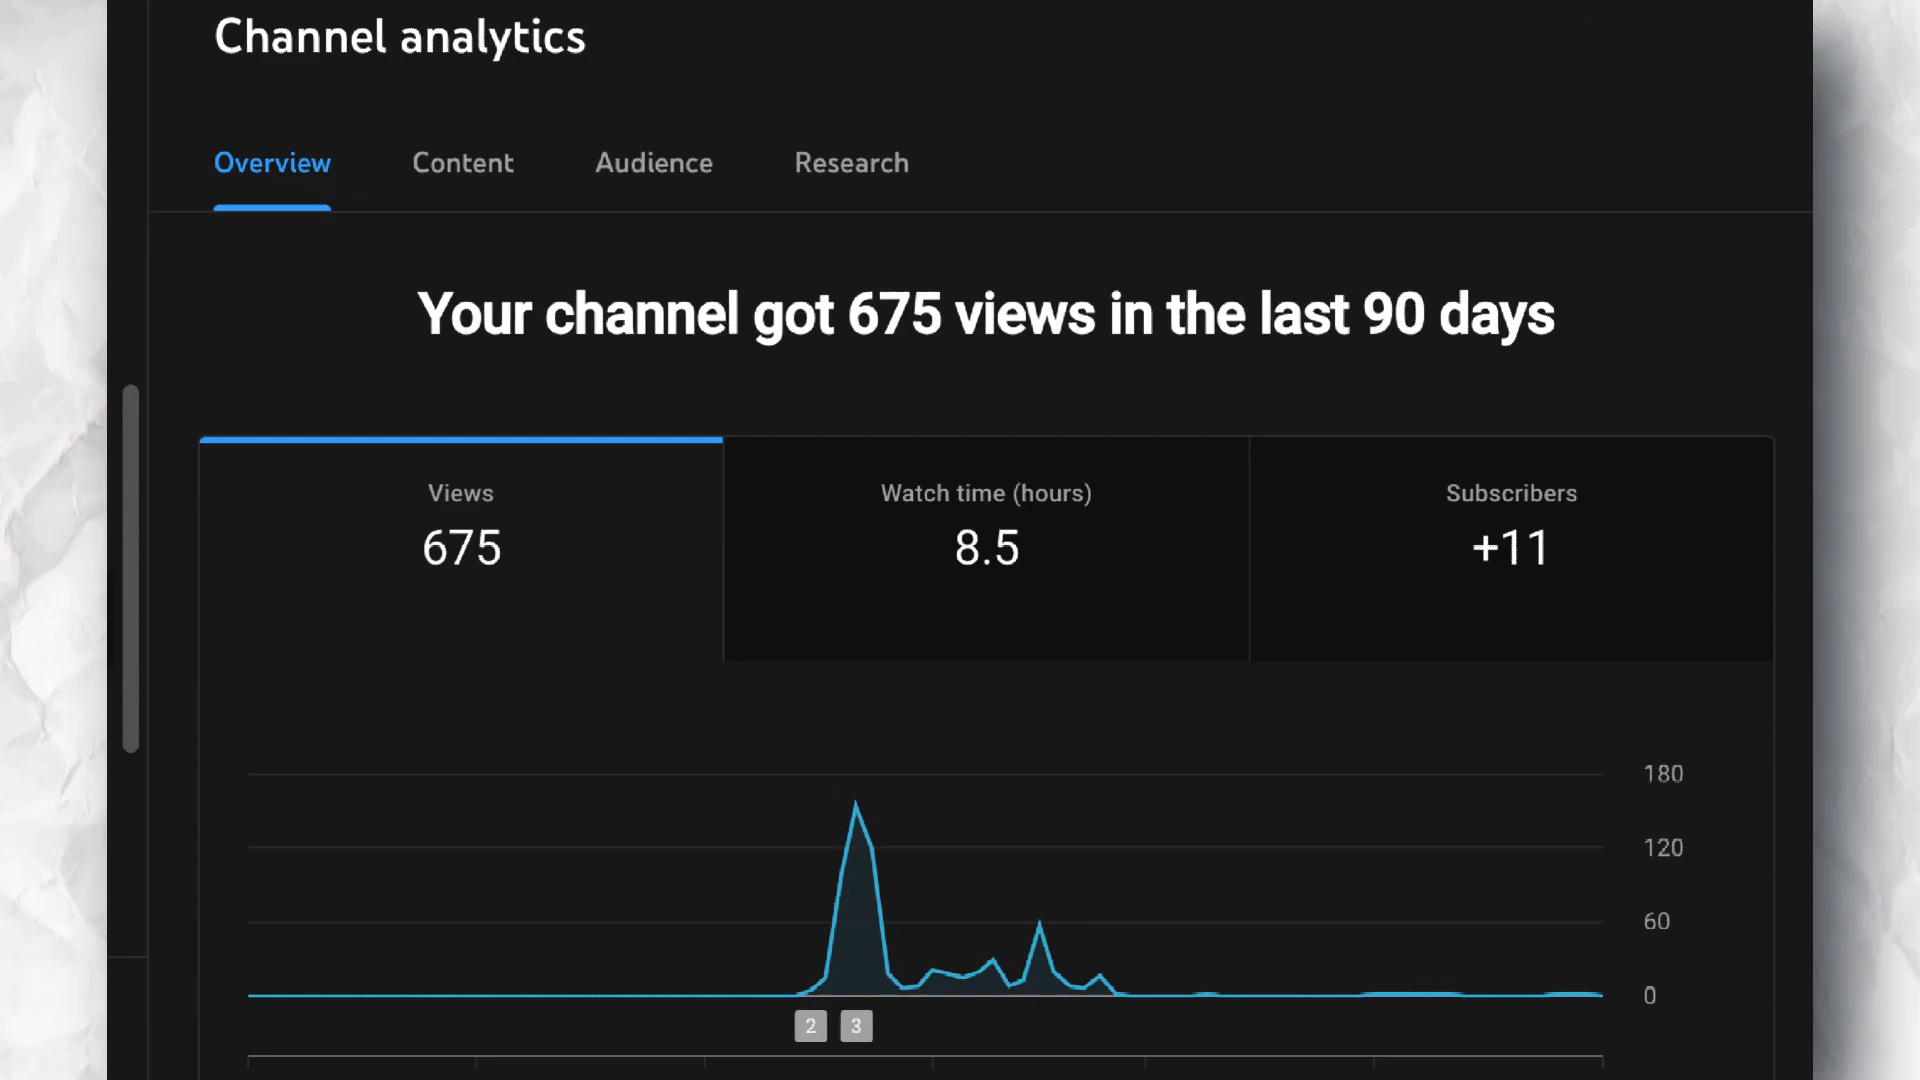 Channel analytics
Overview Content Audience Research
Your channel got 675 views in the last 90 days
Views Watch time (hours) Subscribers
675 8.5 +11
180
120
60
0
2 3